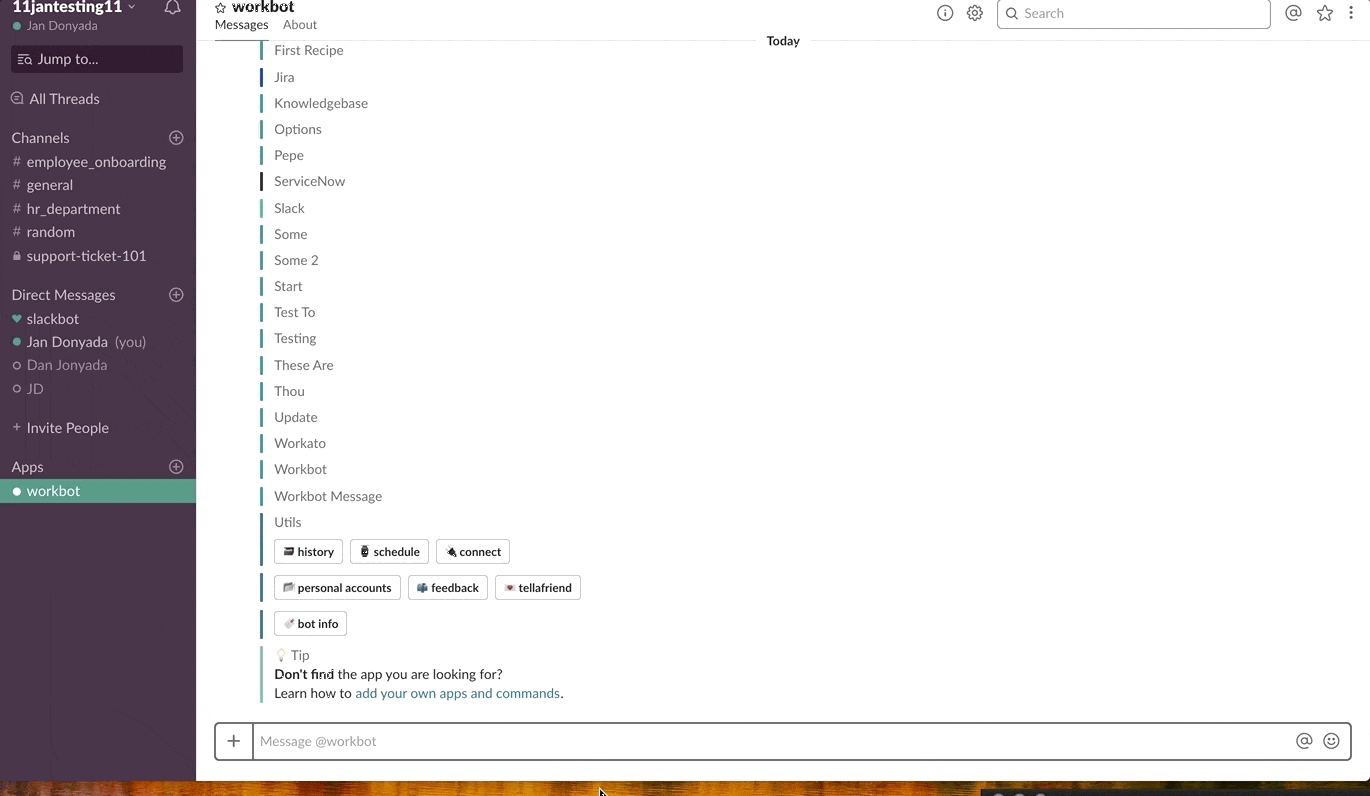 11jantesting11
Jan Donyada
Jump to...
All Threads
Channels
# employee_onboarding
# general
# hr_department
# random
support-ticket-101
Direct Messages
slackbot
Jan Donyada (you)
Dan Jonyada
JD
+ Invite People
Apps
workbot
workbot
Messages About
Search
Today
First Recipe
Jira
Knowledgebase
Options
Pepe
ServiceNow
Slack
Some
Some 2
Start
Test To
Testing
These Are
Thou
Update
Workato
Workbot
Workbot Message
Utils
history schedule connect
personal accounts feedback tellafriend
bot info
Tip
Don't find the app you are looking for?
Learn how to add your own apps and commands.
+ Message @workbot @